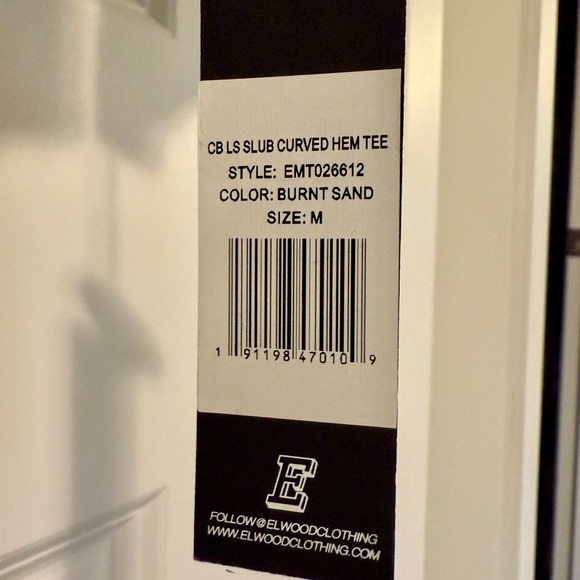 CB LS SLUB CURVED HEM TEE
STYLE: EMT026612
COLOR: BURNT SAND
SIZE: M
1 91198 47010 9
E
FOLLOW@ELWOODCLOTHING
WWW.ELWOODCLOTHING.COM